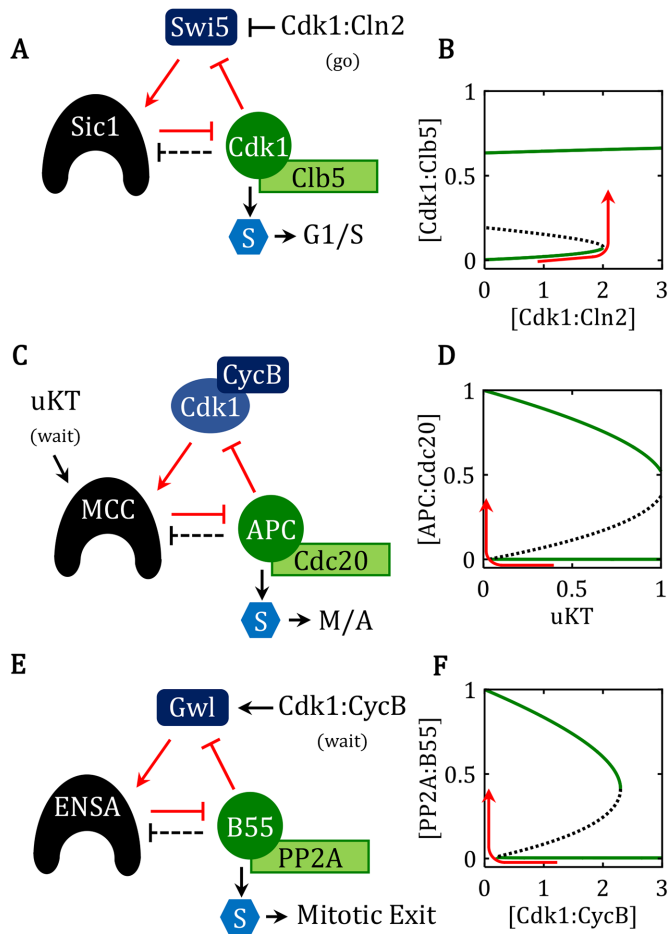 A
Swi5
Cdk1:Cln2
(go)
Sic1
Cdk1
Clb5
S
G1/S
B
[Cdk1:Clb5]
1
0.5
0
0 1 2 3
[Cdk1:Cln2]
C
CycB
Cdk1
uKT
(wait)
MCC
APC
Cdc20
S
M/A
D
[APC:Cdc20]
1
0.5
0
0 0.5 1
uKT
E
Gwl
Cdk1:CycB
(wait)
ENSA
B55
PP2A
S
Mitotic Exit
F
[PP2A:B55]
1
0.5
0
0 1 2 3
[Cdk1:CycB]